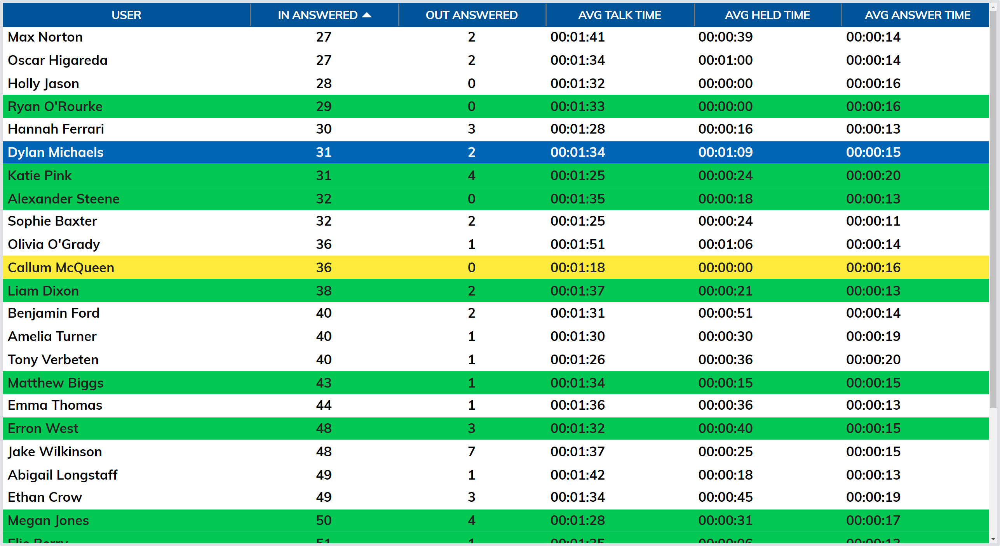 USER IN ANSWERED OUT ANSWERED AVG TALK TIME AVG HELD TIME AVG ANSWER TIME
Max Norton 27 2 00:01:41 00:00:39 00:00:14
Oscar Higareda 27 2 00:01:34 00:01:00 00:00:14
Holly Jason 28 0 00:01:32 00:00:00 00:00:16
Ryan O'Rourke 29 0 00:01:33 00:00:00 00:00:16
Hannah Ferrari 30 3 00:01:28 00:00:16 00:00:13
Dylan Michaels 31 2 00:01:34 00:01:09 00:00:15
Katie Pink 31 4 00:01:25 00:00:24 00:00:20
Alexander Steene 32 0 00:01:35 00:00:18 00:00:13
Sophie Baxter 32 2 00:01:25 00:00:24 00:00:11
Olivia O'Grady 36 1 00:01:51 00:01:06 00:00:14
Callum McQueen 36 0 00:01:18 00:00:00 00:00:16
Liam Dixon 38 2 00:01:37 00:00:21 00:00:13
Benjamin Ford 40 2 00:01:31 00:00:51 00:00:14
Amelia Turner 40 1 00:01:30 00:00:30 00:00:19
Tony Verbeten 40 1 00:01:26 00:00:36 00:00:20
Matthew Biggs 43 1 00:01:34 00:00:15 00:00:15
Emma Thomas 44 1 00:01:36 00:00:36 00:00:13
Erron West 48 3 00:01:32 00:00:40 00:00:15
Jake Wilkinson 48 7 00:01:37 00:00:25 00:00:15
Abigail Longstaff 49 1 00:01:42 00:00:18 00:00:13
Ethan Crow 49 3 00:01:34 00:00:45 00:00:19
Megan Jones 50 4 00:01:28 00:00:31 00:00:17
51 1